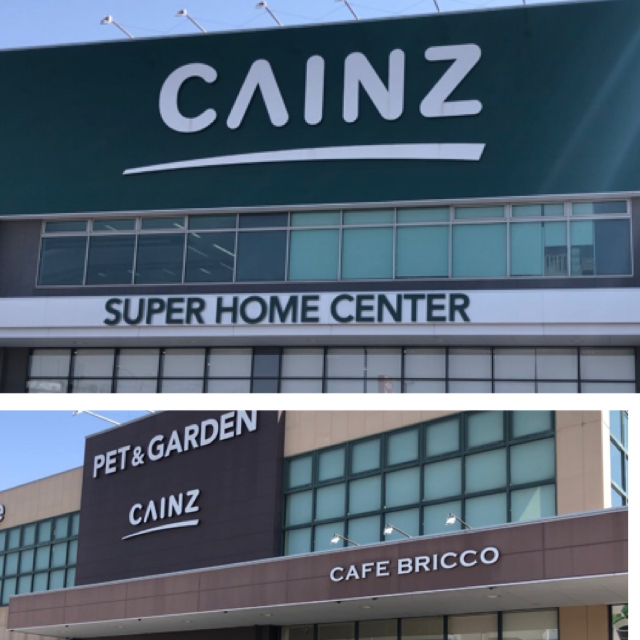 CAINZ
SUPER HOME CENTER
PET & GARDEN
CAINZ
CAFE BRICCO